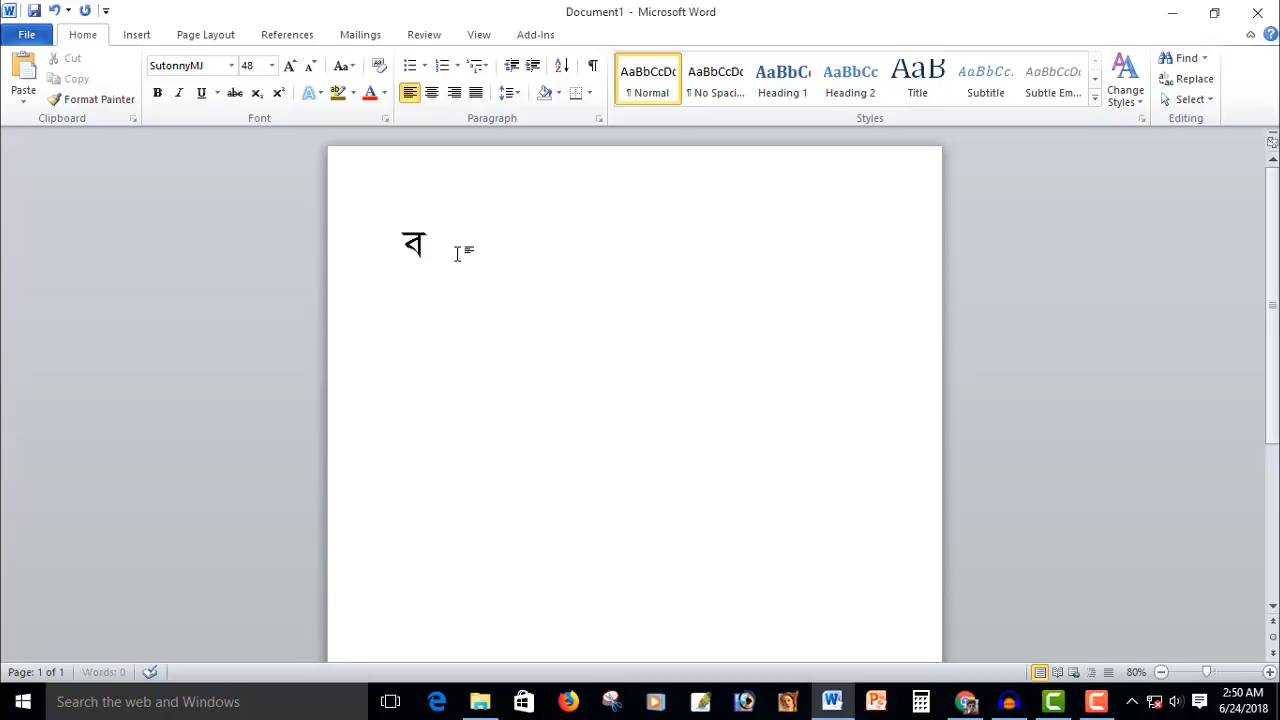 Document1 - Microsoft Word
File Home Insert Page Layout References Mailings Review View Add-Ins
Paste
Cut
Copy
Format Painter
Clipboard
SutonnyMJ 48
Font
Paragraph
AaBbCcDc AaBbCcDc AaBbCc AaBbCc AaB AaBbCc. AaBbCcDc
¶ Normal ¶ No Spaci... Heading 1 Heading 2 Title Subtitle Subtle Em...
Change Styles
Styles
Find
Replace
Select
Editing
ব
Page: 1 of 1 Words: 0 80%
Search the web and Windows
2:50 AM
6/24/2018